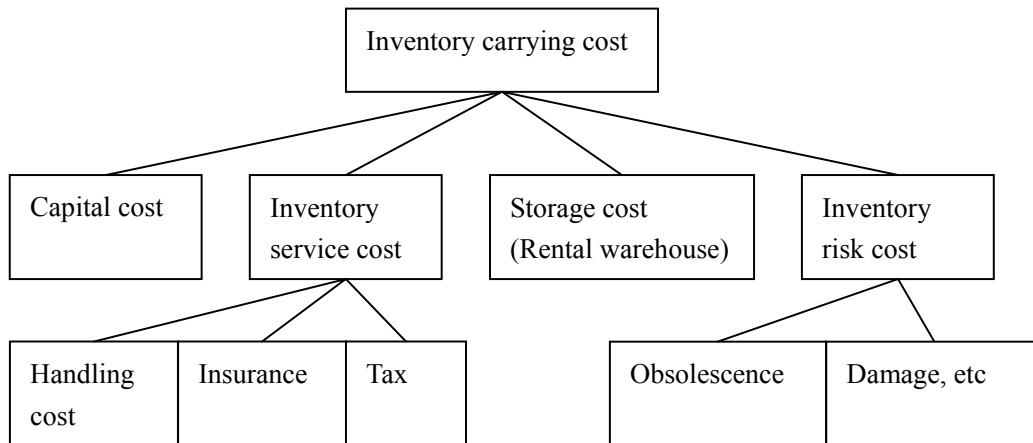 Inventory carrying cost
Capital cost
Inventory
service cost
Storage cost
(Rental warehouse)
Inventory
risk cost
Handling
cost
Insurance
Tax
Obsolescence
Damage, etc